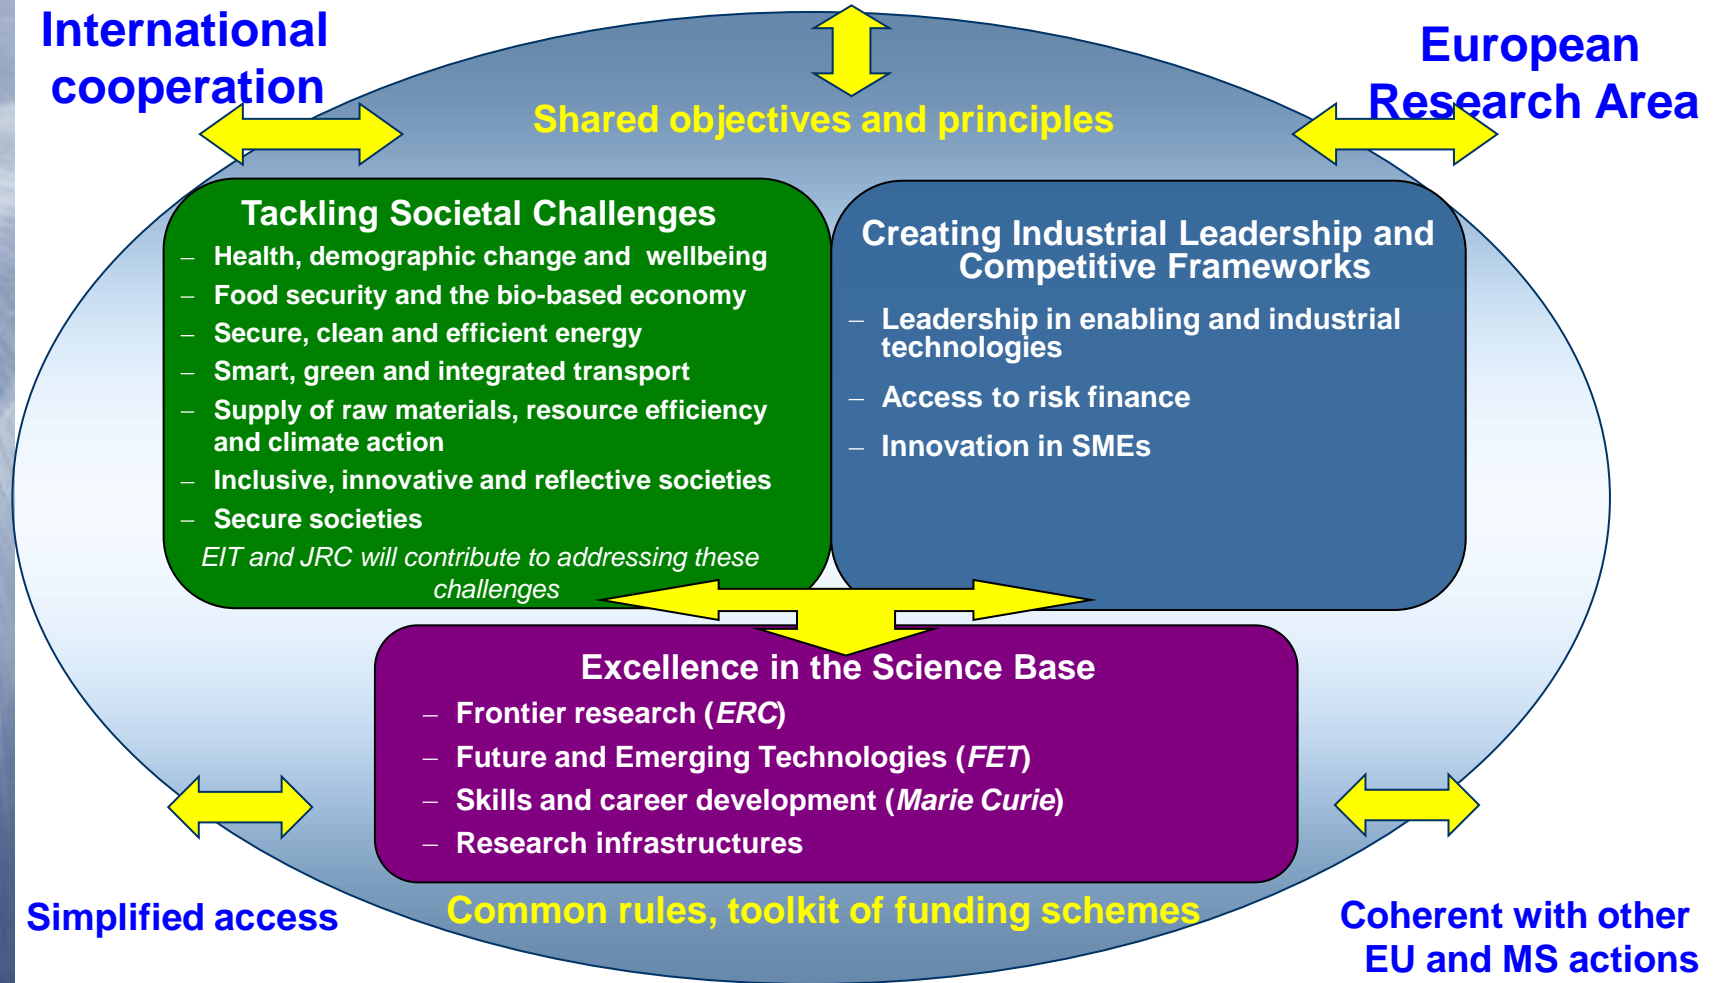 International
cooperation
European
Research Area
Shared objectives and principles
Tackling Societal Challenges
– Health, demographic change and wellbeing
– Food security and the bio-based economy
– Secure, clean and efficient energy
– Smart, green and integrated transport
– Supply of raw materials, resource efficiency
and climate action
– Inclusive, innovative and reflective societies
– Secure societies
EIT and JRC will contribute to addressing these
challenges
Creating Industrial Leadership and
Competitive Frameworks
– Leadership in enabling and industrial
technologies
– Access to risk finance
– Innovation in SMEs
Excellence in the Science Base
– Frontier research (ERC)
– Future and Emerging Technologies (FET)
– Skills and career development (Marie Curie)
– Research infrastructures
Simplified access
Common rules, toolkit of funding schemes
Coherent with other
EU and MS actions